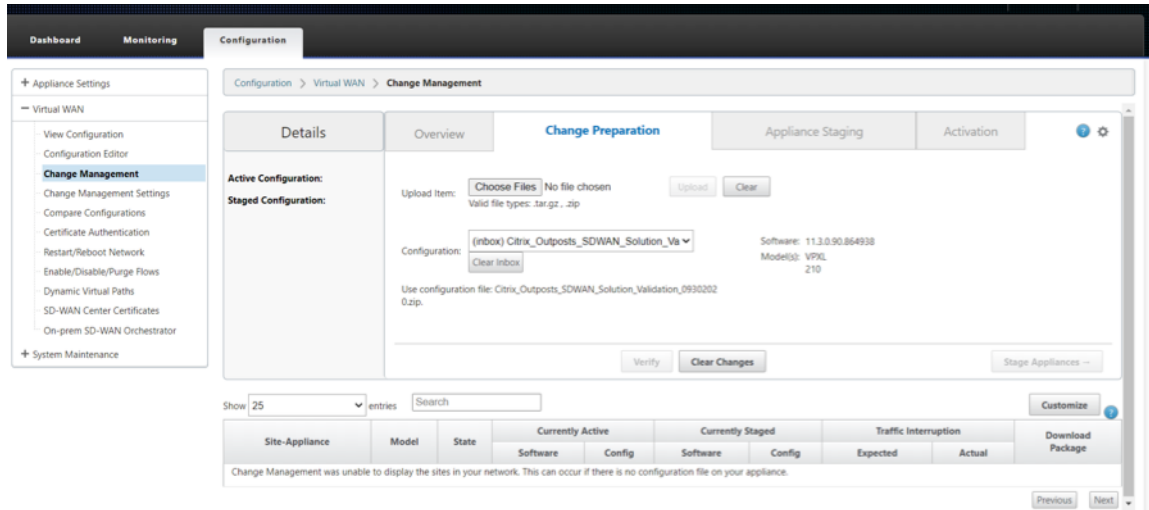 Dashboard Monitoring Configuration
+ Appliance Settings
− Virtual WAN
View Configuration
Configuration Editor
Change Management
Change Management Settings
Compare Configurations
Certificate Authentication
Restart/Reboot Network
Enable/Disable/Purge Flows
Dynamic Virtual Paths
SD-WAN Center Certificates
On-prem SD-WAN Orchestrator
+ System Maintenance
Configuration > Virtual WAN > Change Management
Details Overview Change Preparation Appliance Staging Activation ?
Active Configuration:
Staged Configuration:
Upload Item: Choose Files No file chosen Upload Clear
Valid file types: .tar.gz , .zip
Configuration: (inbox) Citrix_Outposts_SDWAN_Solution_Va
Clear Inbox
Software: 11.3.0.90.864938
Model(s): VPXL
210
Use configuration file: Citrix_Outposts_SDWAN_Solution_Validation_0930202
0.zip.
Verify Clear Changes Stage Appliances →
Show 25 entries Search Customize ?
Site-Appliance Model State Currently Active Currently Staged Traffic Interruption Download Package
Software Config Software Config Expected Actual
Change Management was unable to display the sites in your network. This can occur if there is no configuration file on your appliance.
Previous Next